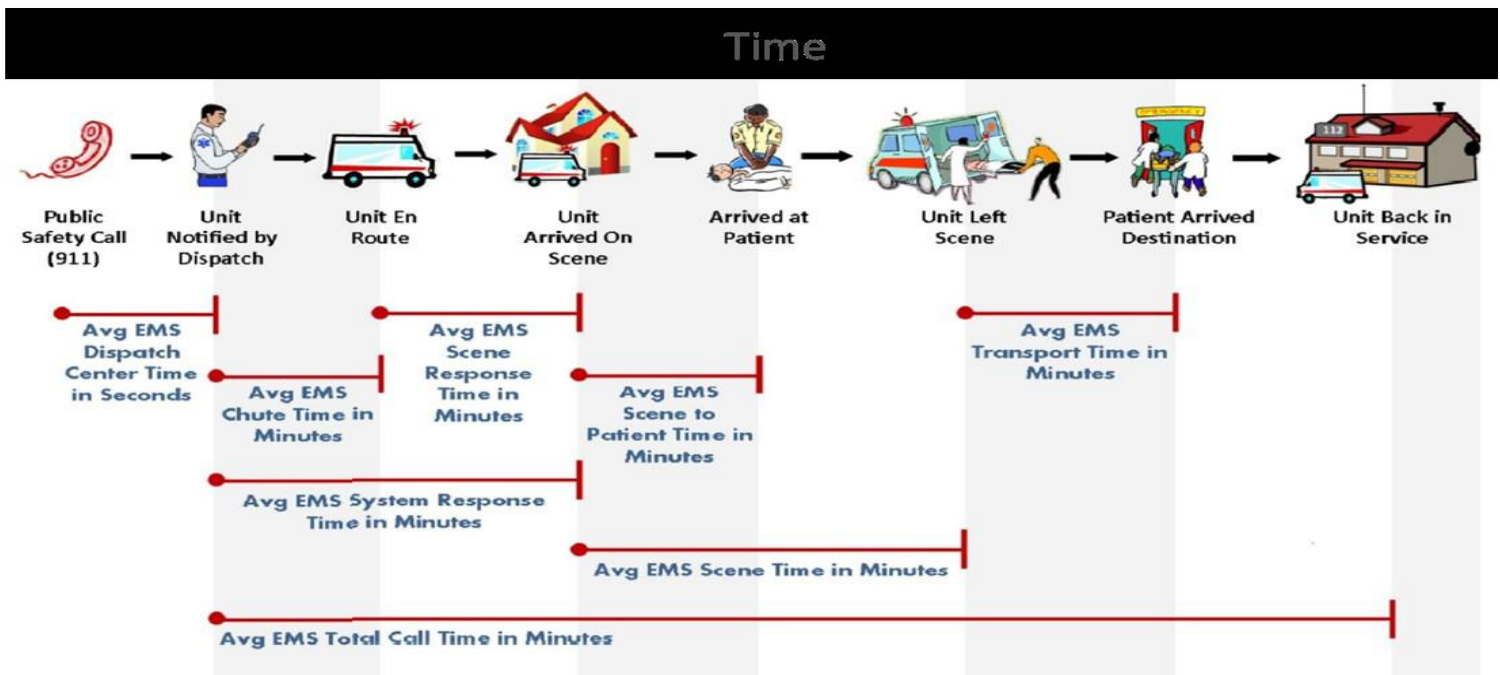 Time
EMERGENCY
112
Public
Safety Call
(911)
Unit
Notified by
Dispatch
Unit En
Route
Unit
Arrived On
Scene
Arrived at
Patient
Unit Left
Scene
Patient Arrived
Destination
Unit Back in
Service
Avg EMS
Dispatch
Center Time
in Seconds
Avg EMS
Chute Time in
Minutes
Avg EMS
Scene
Response
Time in
Minutes
Avg EMS
Scene to
Patient Time in
Minutes
Avg EMS
Transport Time in
Minutes
Avg EMS System Response
Time in Minutes
Avg EMS Scene Time in Minutes
Avg EMS Total Call Time in Minutes